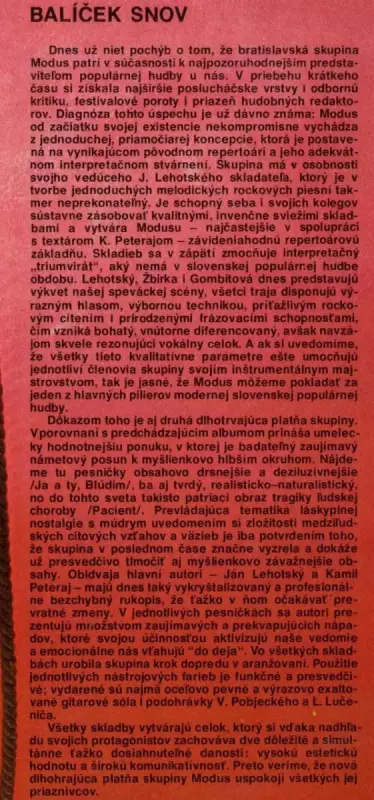 BALÍČEK SNOV
Dnes už niet pochýb o tom, že bratislavská skupina
Modus patrí v súčasnosti k najpozoruhodnejším predsta-
viteľom populárnej hudby u nás. V priebehu krátkeho
času si získala najširšie poslucháčske vrstvy i odbornú
kritiku, festivalové poroty i priazeň hudobných redakto-
rov. Diagnóza tohto úspechu je už dávno známa: Modus
od začiatku svojej existencie nekompromisne vychádza
z jednoduchej, priamočiarej koncepcie, ktorá je postave-
ná na vynikajúcom pôvodnom repertoári a jeho adekvát-
nom interpretačnom stvárnení. Skupina má v osobnosti
svojho vedúceho J. Lehotského skladateľa, ktorý je v
tvorbe jednoduchých melodických rockových piesní tak-
mer neprekonateľný. Je schopný seba i svojich kolegov
sústavne zásobovať kvalitnými, invenčne sviežimi sklad-
bami a vytvára Modusu – najčastejšie v spolupráci
s textárom K. Peterajom – závideniahodnú repertoárovú
základňu. Skladieb sa v zápätí zmocňuje interpretačný
„triumvirát“, aký nemá v slovenskej populárnej hudbe
obdobu. Lehotský, Žbirka i Gombitová dnes predstavujú
výkvet našej speváckej scény, všetci traja disponujú vý-
razným hlasom, výbornou technikou, príťažlivým rocko-
vým cítením i prirodzenými frázovacími schopnosťami,
čím vzniká bohatý, vnútorne diferencovaný, avšak navzá-
jom skvele rezonujúci vokálny celok. A ak si uvedomíme,
že všetky tieto kvalitatívne parametre ešte umocňujú
jednotliví členovia skupiny svojím inštrumentálnym maj-
strovstvom, tak je jasné, že Modus môžeme pokladať za
jeden z hlavných pilierov modernej slovenskej populárnej
hudby.
Dôkazom toho je aj druhá dlhotrvajúca platňa skupiny.
V porovnaní s predchádzajúcim albumom prináša umelec-
ky hodnotnejšiu ponuku, v ktorej je badateľný zaujímavý
námetový posun k myšlienkovo hlbším okruhom. Nájde-
me tu pesničky obsahovo drsnejšie a deziluzívnejšie
/Ja a ty, Blúdim/, ba aj tvrdý, realisticko-naturalistický,
no do tohto sveta takisto patriaci obraz tragiky ľudskej
choroby /Pacient/. Prevládajúca tematika láskyplnej
nostalgie s múdrym uvedomením si zložitosti medziľud-
ských citových vzťahov a väzieb je iba potvrdením toho,
že skupina v poslednom čase značne vyzrela a dokáže
už presvedčivo tlmočiť aj myšlienkovo závažnejšie ob-
sahy. Obidvaja hlavní autori – Ján Lehotský a Kamil
Peteraj – majú dnes taký vykryštalizovaný a profesionál-
ne bezchybný rukopis, že ťažko v ňom očakávať pre-
vratné zmeny. V jednotlivých pesničkách sa autori pre-
zentujú množstvom zaujímavých a prekvapujúcich nápa-
dov, ktoré svojou účinnosťou aktivizujú naše vedomie
a emocionálne nás vťahujú "do deja". Vo všetkých sklad-
bách urobila skupina krok dopredu v aranžovaní. Použitie
jednotlivých nástrojových farieb je funkčné a presvedči-
vé; vydarené sú najmä oceľovo pevné a výrazovo exalto-
vané gitarové sóla i podohrávky V. Pobjeckého a L. Luče-
niča.
Všetky skladby vytvárajú celok, ktorý si vďaka nadhľa-
du svojich protagonistov zachováva dve dôležité a simul-
tánne ťažko dosiahnuteľné danosti: vysokú estetickú
hodnotu a širokú komunikatívnosť. Preto veríme, že nová
dlhohrajúca platňa skupiny Modus uspokojí všetkých jej
priaznivcov.